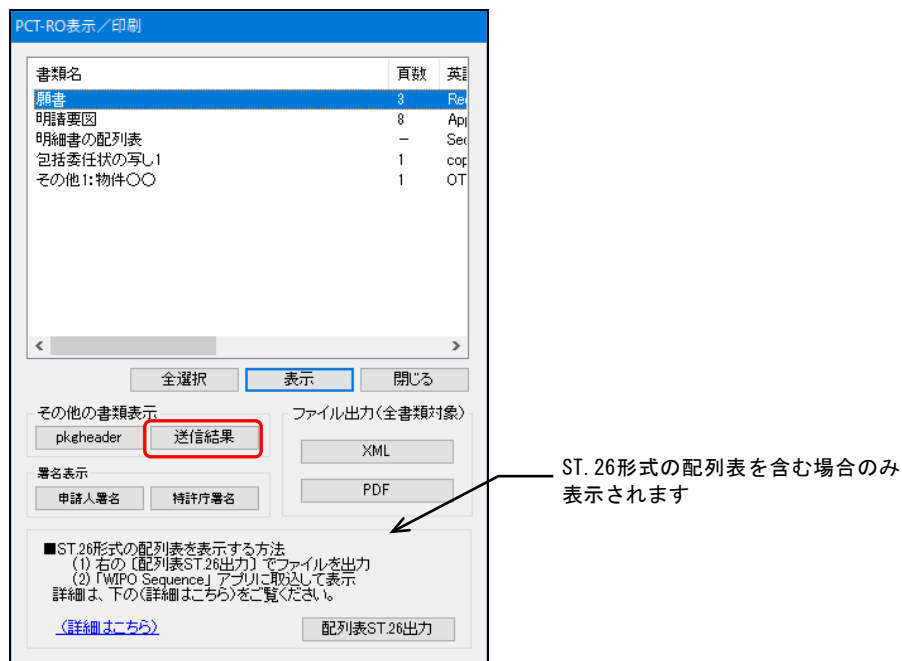 PCT-RO表示／印刷
書類名 頁数 英語
願書 3 Re
明請要図 8 Ap
明細書の配列表 － Se
包括委任状の写し1 1 cop
その他1:物件〇〇 1 OT
全選択 表示 閉じる
その他の書類表示
pkgheader 送信結果
署名表示
申請人署名 特許庁署名
ファイル出力(全書類対象)
XML
PDF
ST.26形式の配列表を含む場合のみ
表示されます
■ST.26形式の配列表を表示する方法
(1) 右の〔配列表ST.26出力〕でファイルを出力
(2)「WIPO Sequence」アプリに取込して表示
詳細は、下の(詳細はこちら)をご覧ください。
(詳細はこちら) 配列表ST.26出力